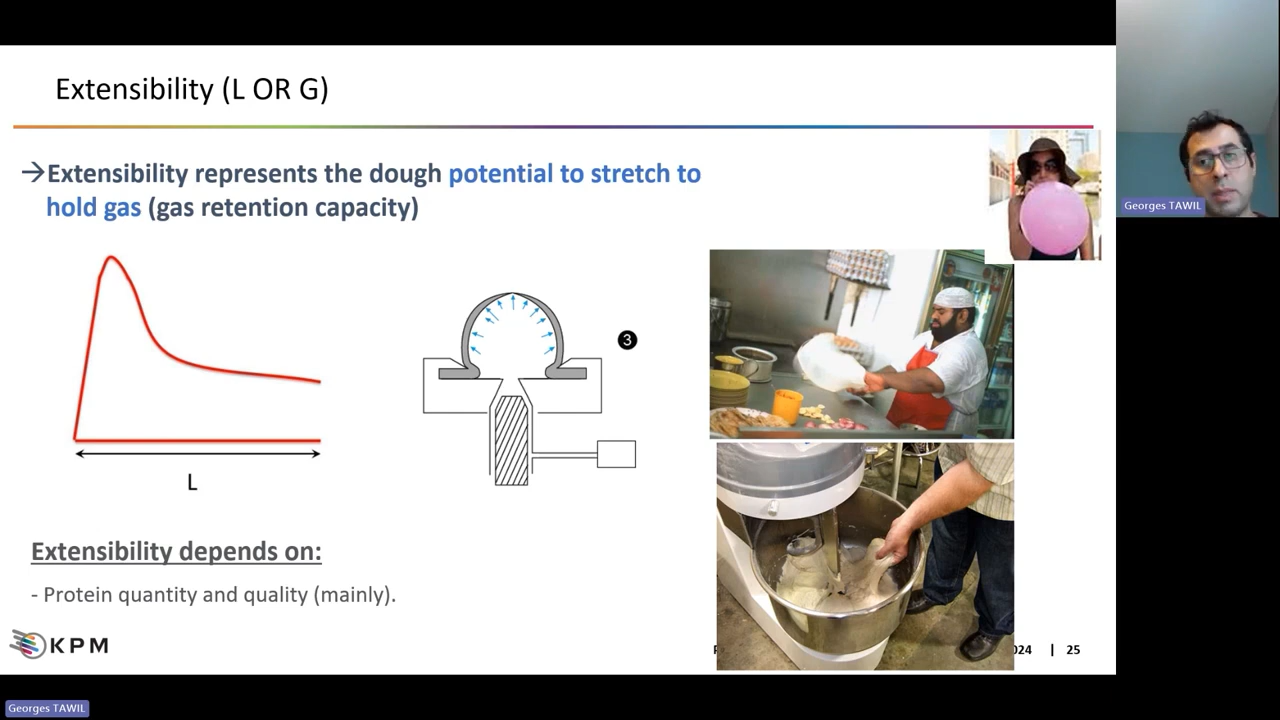 Extensibility (L OR G)
→Extensibility represents the dough potential to stretch to
hold gas (gas retention capacity)
Georges TAWIL
3
L
Extensibility depends on:
- Protein quantity and quality (mainly).
KPM
024 | 25
Georges TAWIL